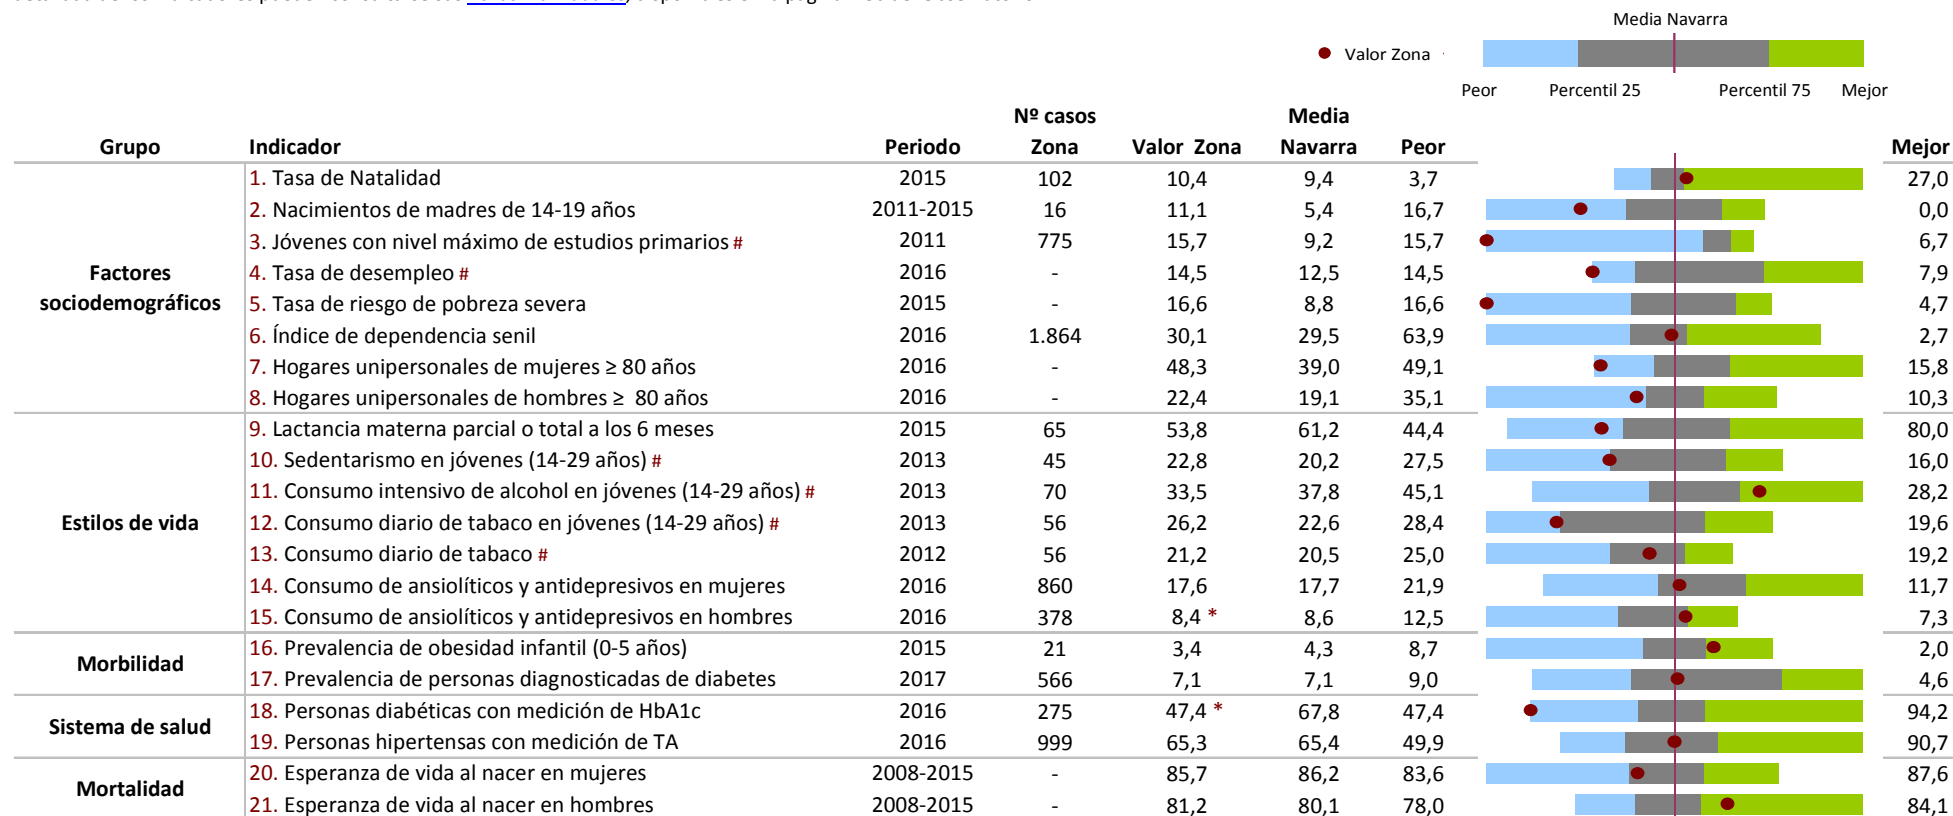 Media Navarra
Valor Zona
Peor Percentil 25 Percentil 75 Mejor
Nº casos Media
Grupo Indicador Periodo Zona Valor Zona Navarra Peor Mejor
1. Tasa de Natalidad 2015 102 10,4 9,4 3,7 27,0
2. Nacimientos de madres de 14-19 años 2011-2015 16 11,1 5,4 16,7 0,0
3. Jóvenes con nivel máximo de estudios primarios # 2011 775 15,7 9,2 15,7 6,7
Factores 4. Tasa de desempleo # 2016 - 14,5 12,5 14,5 7,9
sociodemográficos 5. Tasa de riesgo de pobreza severa 2015 - 16,6 8,8 16,6 4,7
6. Índice de dependencia senil 2016 1.864 30,1 29,5 63,9 2,7
7. Hogares unipersonales de mujeres ≥ 80 años 2016 - 48,3 39,0 49,1 15,8
8. Hogares unipersonales de hombres ≥ 80 años 2016 - 22,4 19,1 35,1 10,3
9. Lactancia materna parcial o total a los 6 meses 2015 65 53,8 61,2 44,4 80,0
10. Sedentarismo en jóvenes (14-29 años) # 2013 45 22,8 20,2 27,5 16,0
11. Consumo intensivo de alcohol en jóvenes (14-29 años) # 2013 70 33,5 37,8 45,1 28,2
Estilos de vida 12. Consumo diario de tabaco en jóvenes (14-29 años) # 2013 56 26,2 22,6 28,4 19,6
13. Consumo diario de tabaco # 2012 56 21,2 20,5 25,0 19,2
14. Consumo de ansiolíticos y antidepresivos en mujeres 2016 860 17,6 17,7 21,9 11,7
15. Consumo de ansiolíticos y antidepresivos en hombres 2016 378 8,4 * 8,6 12,5 7,3
Morbilidad 16. Prevalencia de obesidad infantil (0-5 años) 2015 21 3,4 4,3 8,7 2,0
17. Prevalencia de personas diagnosticadas de diabetes 2017 566 7,1 7,1 9,0 4,6
Sistema de salud 18. Personas diabéticas con medición de HbA1c 2016 275 47,4 * 67,8 47,4 94,2
19. Personas hipertensas con medición de TA 2016 999 65,3 65,4 49,9 90,7
Mortalidad 20. Esperanza de vida al nacer en mujeres 2008-2015 - 85,7 86,2 83,6 87,6
21. Esperanza de vida al nacer en hombres 2008-2015 - 81,2 80,1 78,0 84,1